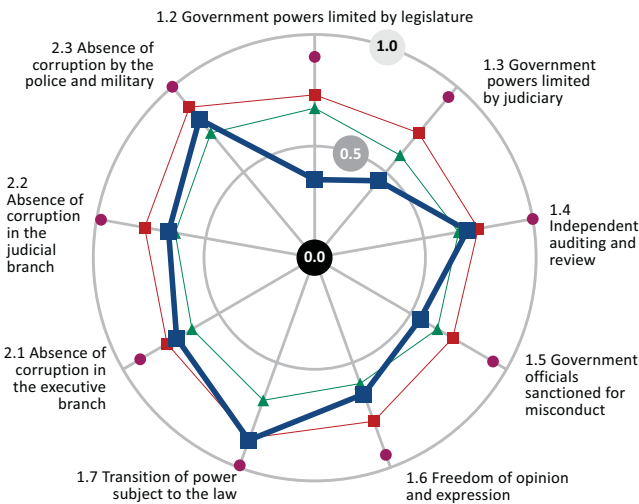 1.2 Government powers limited by legislature
1.0
2.3 Absence of
corruption by the
police and military
1.3 Government
powers limited
by judiciary
0.5
2.2
Absence of
corruption
in the
judicial
branch
1.4
Independent
auditing and
review
0.0
2.1 Absence of
corruption in
the executive
branch
1.5 Government
officials
sanctioned for
misconduct
1.7 Transition of power
subject to the law
1.6 Freedom of opinion
and expression